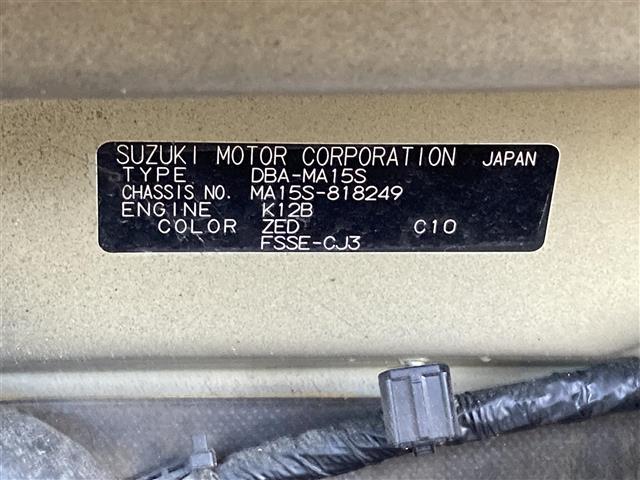 SUZUKI MOTOR CORPORATION JAPAN
TYPE DBA-MA15S
CHASSIS NO. MA15S-818249
ENGINE K12B
COLOR ZED C10
FSSE-CJ3